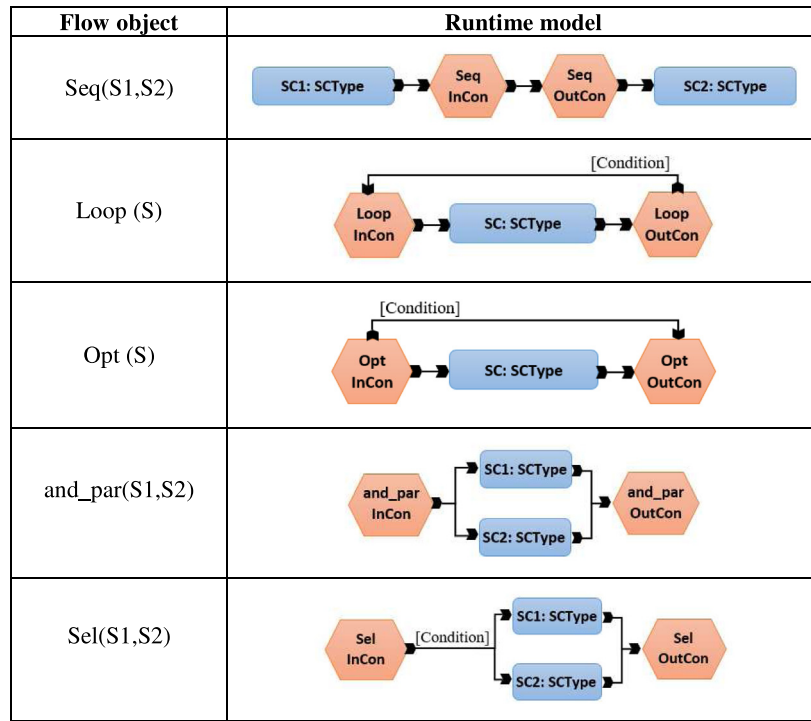 Flow object
Runtime model
Seq(S1,S2)
SC1: SCType
Seq
InCon
Seq
OutCon
SC2: SCType
Loop (S)
[Condition]
Loop
InCon
SC: SCType
Loop
OutCon
Opt (S)
[Condition]
Opt
InCon
SC: SCType
Opt
OutCon
and_par(S1,S2)
and_par
InCon
SC1: SCType
SC2: SCType
and_par
OutCon
Sel(S1,S2)
Sel
InCon
[Condition]
SC1: SCType
SC2: SCType
Sel
OutCon